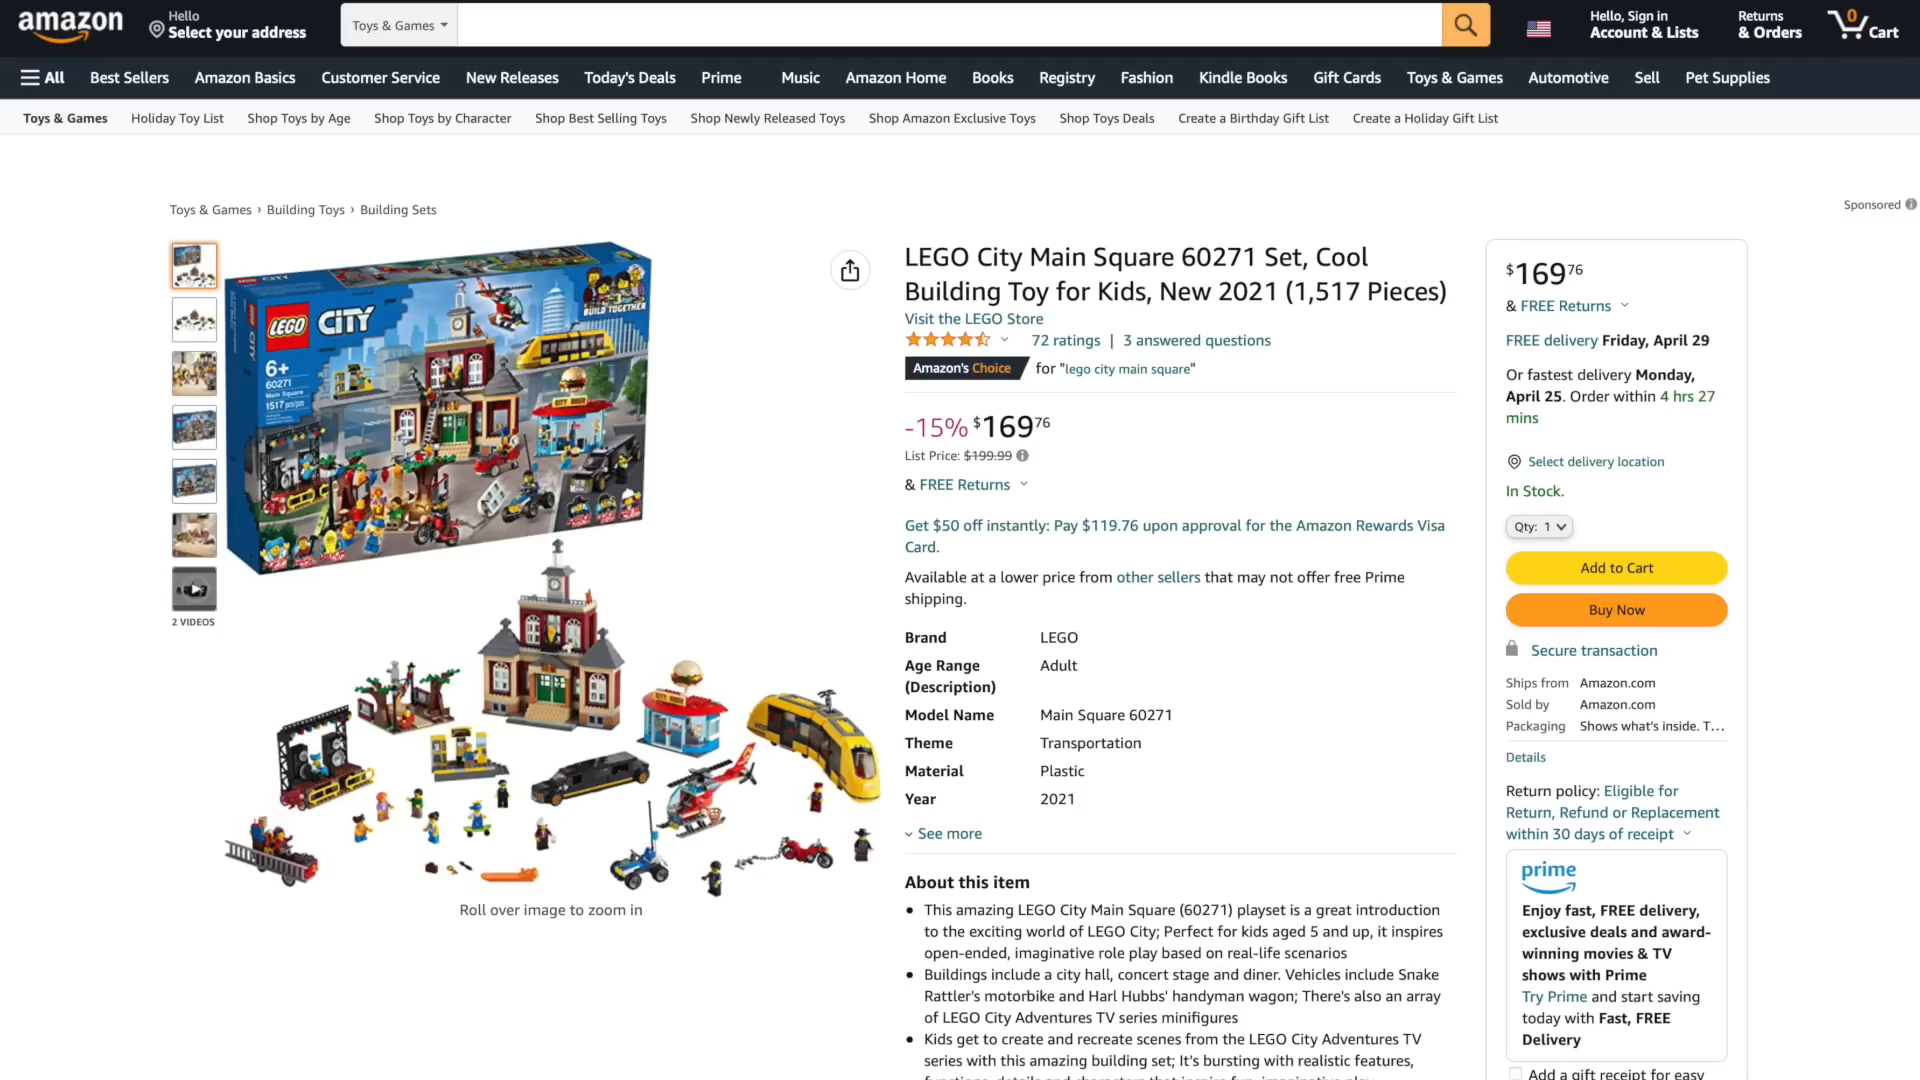 amazon
Hello
Select your address
Toys & Games
Hello, Sign in
Account & Lists
Returns
& Orders
0
Cart
All
Best Sellers
Amazon Basics
Customer Service
New Releases
Today's Deals
Prime
Music
Amazon Home
Books
Registry
Fashion
Kindle Books
Gift Cards
Toys & Games
Automotive
Sell
Pet Supplies
Toys & Games
Holiday Toy List
Shop Toys by Age
Shop Toys by Character
Shop Best Selling Toys
Shop Newly Released Toys
Shop Amazon Exclusive Toys
Shop Toys Deals
Create a Birthday Gift List
Create a Holiday Gift List
Toys & Games › Building Toys › Building Sets
Sponsored
2 VIDEOS
LEGO CITY
BUILD TOGETHER
6+
60271
Main Square
1517 pcs/pzs
Roll over image to zoom in
LEGO City Main Square 60271 Set, Cool
Building Toy for Kids, New 2021 (1,517 Pieces)
Visit the LEGO Store
72 ratings | 3 answered questions
Amazon's Choice for "lego city main square"
-15% $169 76
List Price: $199.99
& FREE Returns
Get $50 off instantly: Pay $119.76 upon approval for the Amazon Rewards Visa
Card.
Available at a lower price from other sellers that may not offer free Prime
shipping.
Brand LEGO
Age Range Adult
(Description)
Model Name Main Square 60271
Theme Transportation
Material Plastic
Year 2021
See more
About this item
• This amazing LEGO City Main Square (60271) playset is a great introduction
to the exciting world of LEGO City; Perfect for kids aged 5 and up, it inspires
open-ended, imaginative role play based on real-life scenarios
• Buildings include a city hall, concert stage and diner. Vehicles include Snake
Rattler's motorbike and Harl Hubbs' handyman wagon; There's also an array
of LEGO City Adventures TV series minifigures
• Kids get to create and recreate scenes from the LEGO City Adventures TV
series with this amazing building set; It's bursting with realistic features,
$169 76
& FREE Returns
FREE delivery Friday, April 29
Or fastest delivery Monday,
April 25. Order within 4 hrs 27
mins
Select delivery location
In Stock.
Qty: 1
Add to Cart
Buy Now
Secure transaction
Ships from Amazon.com
Sold by Amazon.com
Packaging Shows what's inside. T…
Details
Return policy: Eligible for
Return, Refund or Replacement
within 30 days of receipt
prime
Enjoy fast, FREE delivery,
exclusive deals and award-
winning movies & TV
shows with Prime
Try Prime and start saving
today with Fast, FREE
Delivery
Add a gift receipt for easy